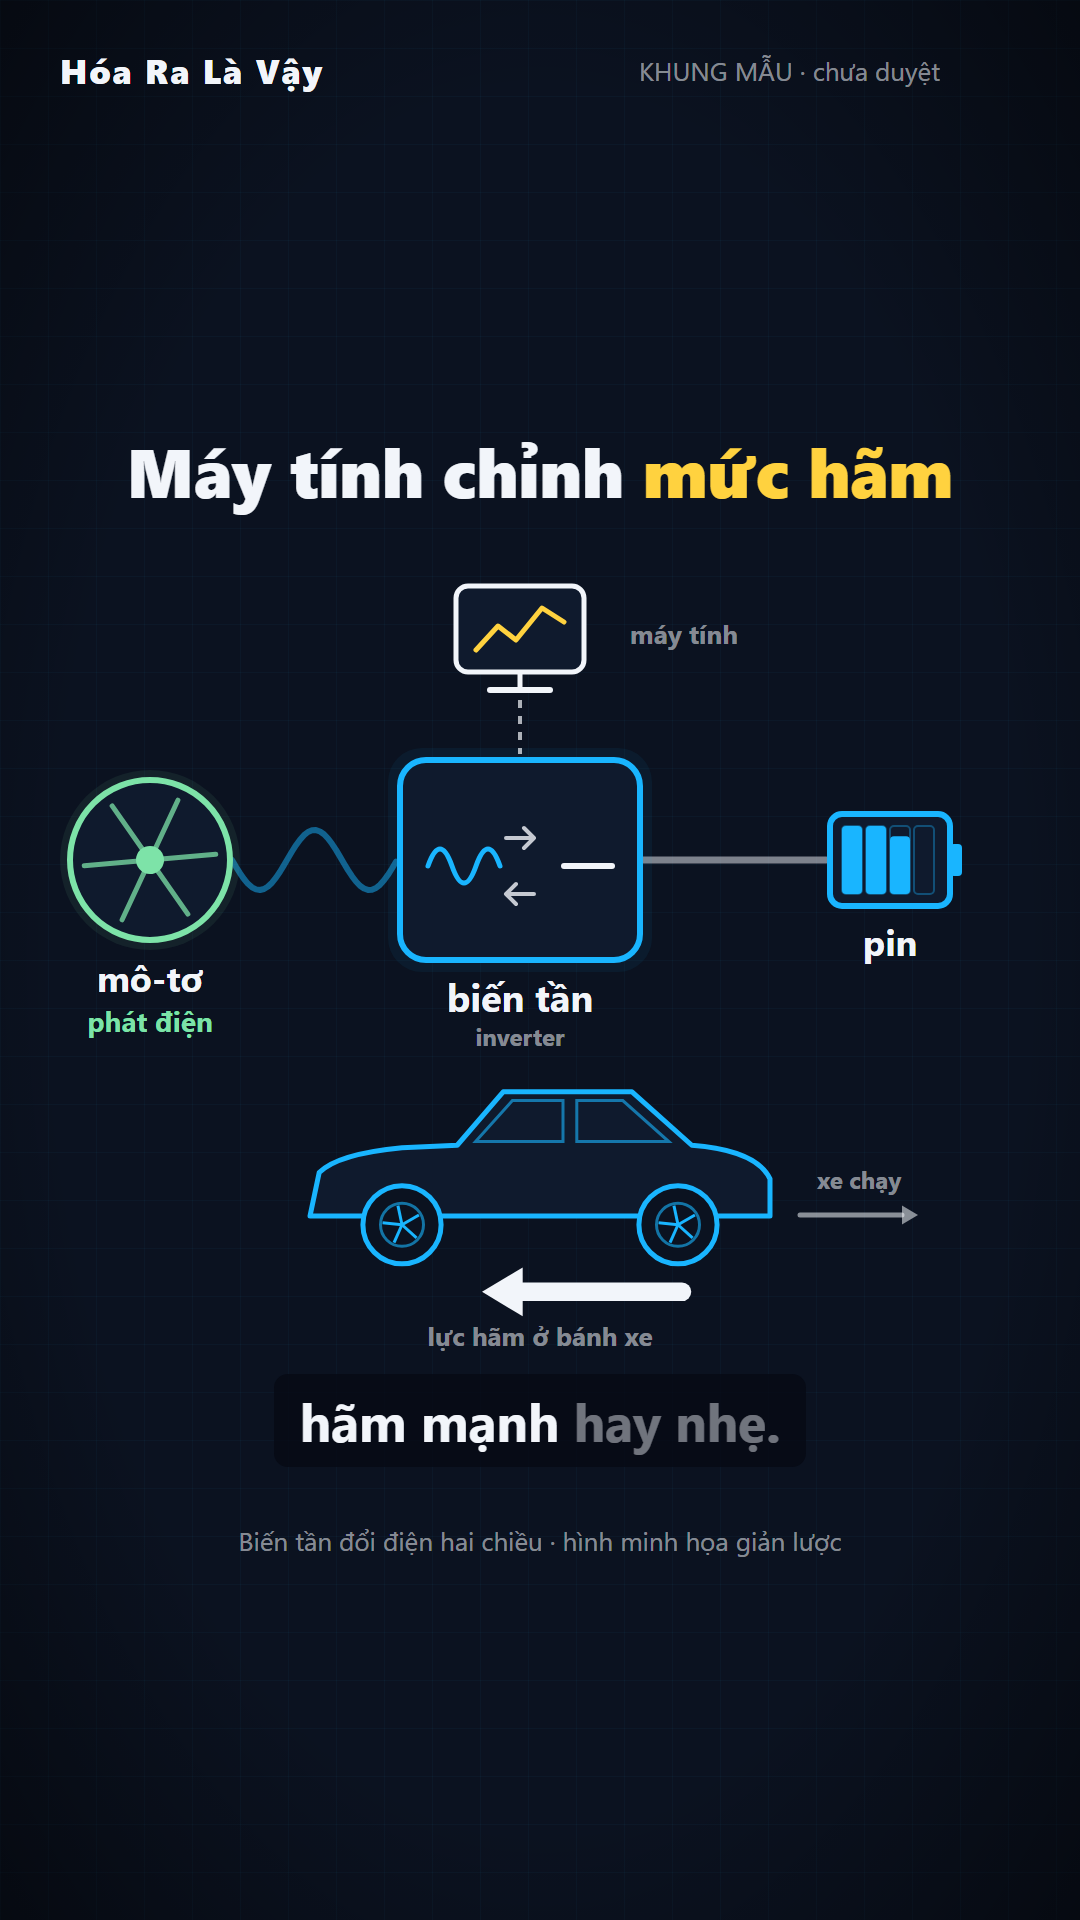 Hóa Ra Là Vậy
KHUNG MẪU · chưa duyệt
Máy tính chỉnh mức hãm
máy tính
mô-tơ
phát điện
biến tần
inverter
pin
xe chạy
lực hãm ở bánh xe
hãm mạnh hay nhẹ.
Biến tần đổi điện hai chiều · hình minh họa giản lược